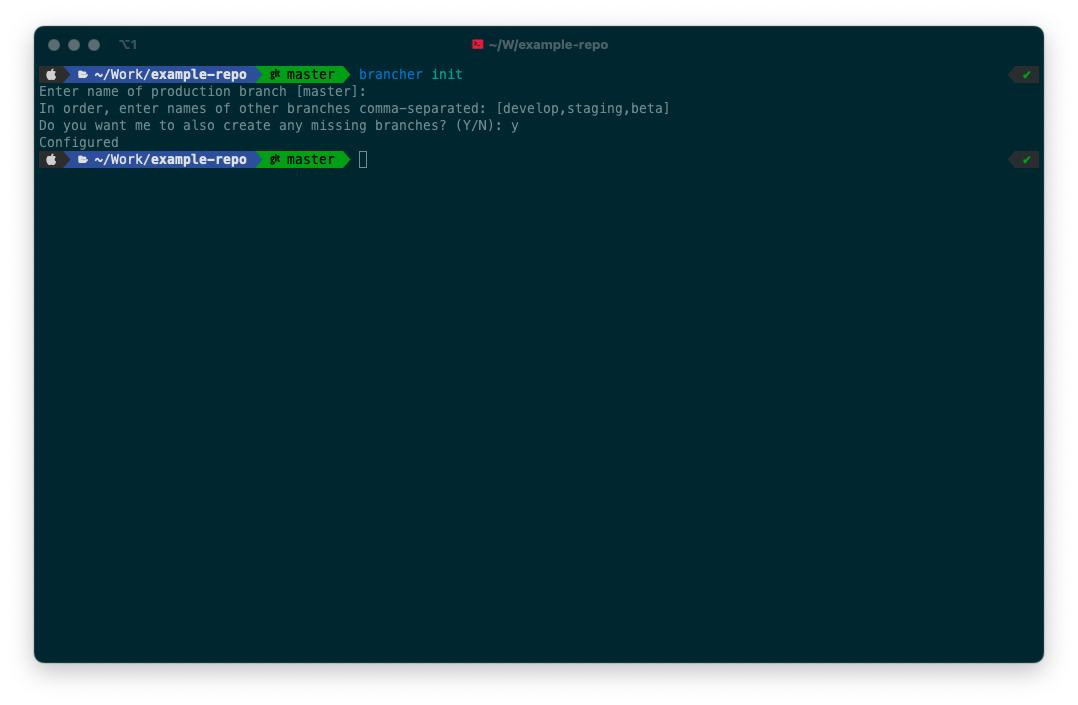 ⌥1 ~/W/example-repo
~/Work/example-repo git master brancher init ✔
Enter name of production branch [master]:
In order, enter names of other branches comma-separated: [develop,staging,beta]
Do you want me to also create any missing branches? (Y/N): y
Configured
~/Work/example-repo git master ✔